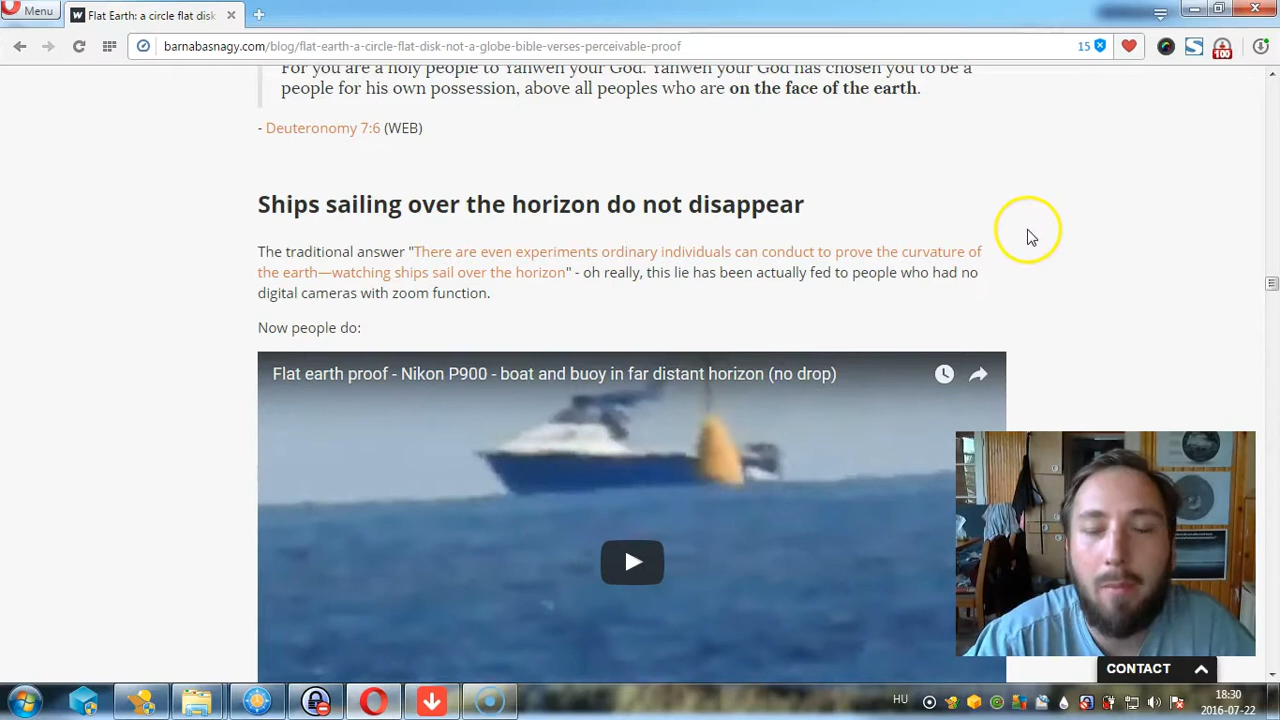 Menu
Flat Earth: a circle flat disk
barnabasnagy.com/blog/flat-earth-a-circle-flat-disk-not-a-globe-bible-verses-perceivable-proof
15
100
For you are a holy people to Yahweh your God. Yahweh your God has chosen you to be a
people for his own possession, above all peoples who are on the face of the earth.
- Deuteronomy 7:6 (WEB)
Ships sailing over the horizon do not disappear
The traditional answer "There are even experiments ordinary individuals can conduct to prove the curvature of
the earth—watching ships sail over the horizon" - oh really, this lie has been actually fed to people who had no
digital cameras with zoom function.
Now people do:
Flat earth proof - Nikon P900 - boat and buoy in far distant horizon (no drop)
CONTACT
HU
18:30
2016-07-22